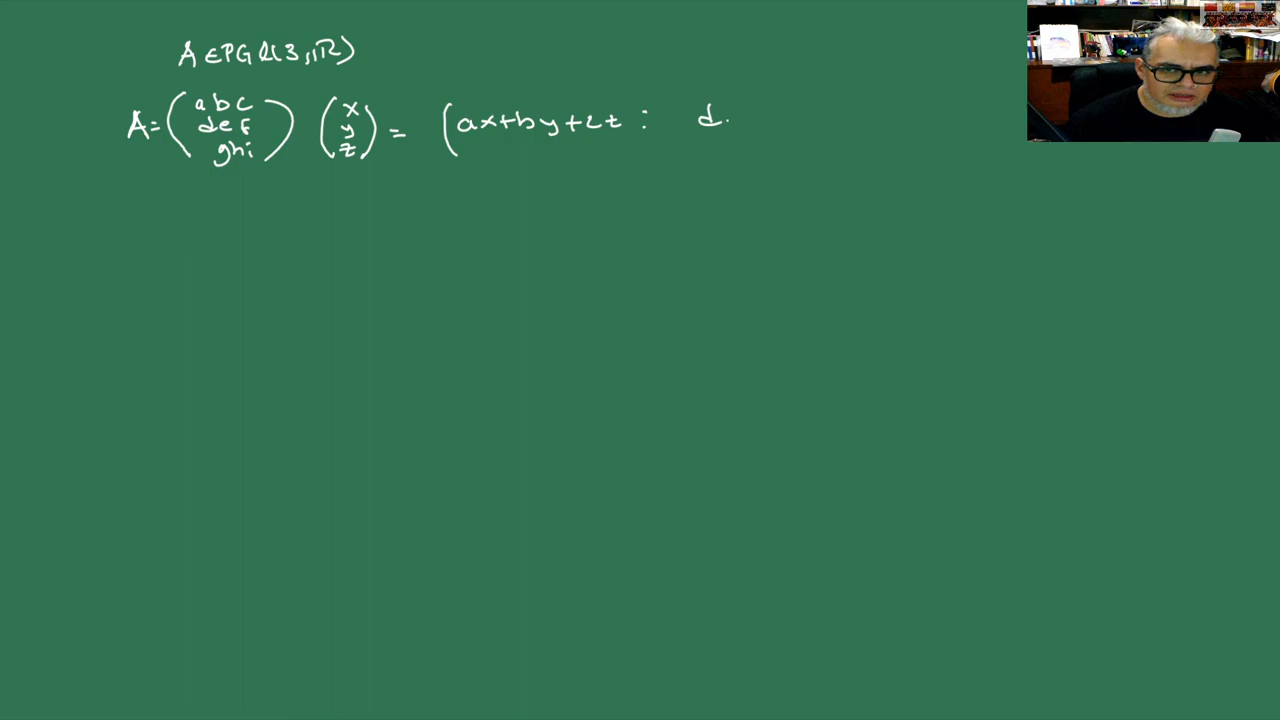 A ∈ PGL(3, ℝ)
A = ( a b c ) ( x ) = ( ax + by + cz : d
d e f y
g h i z